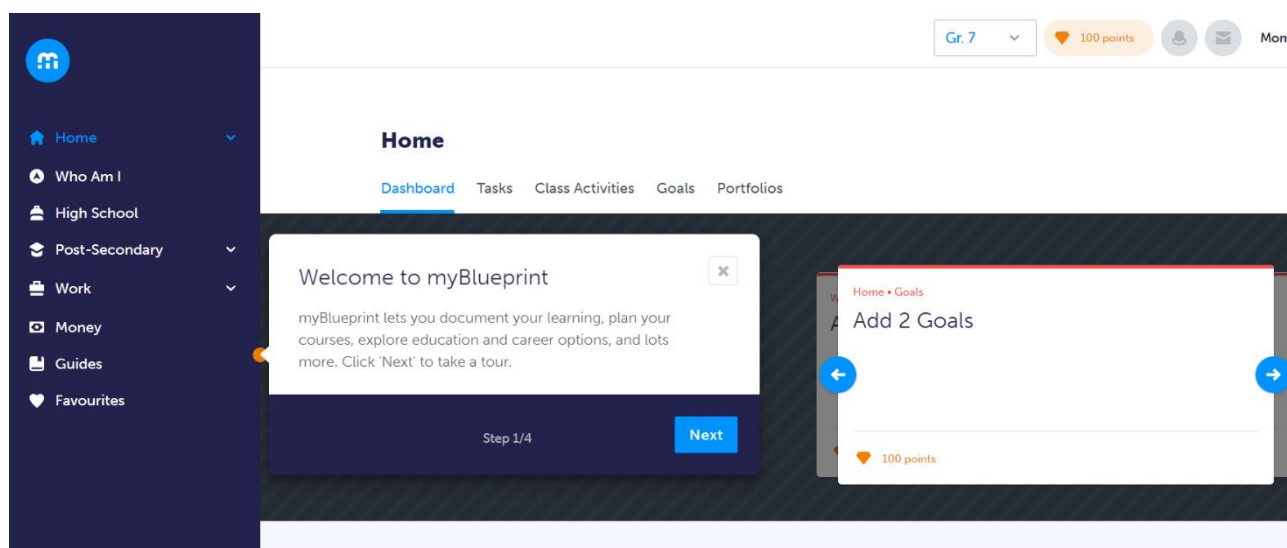 m
Gr. 7
100 points
Mom
Home
Who Am I
High School
Post-Secondary
Work
Money
Guides
Favourites
Home
Dashboard Tasks Class Activities Goals Portfolios
Welcome to myBlueprint
myBlueprint lets you document your learning, plan your
courses, explore education and career options, and lots
more. Click 'Next' to take a tour.
Step 1/4
Next
Home • Goals
Add 2 Goals
100 points